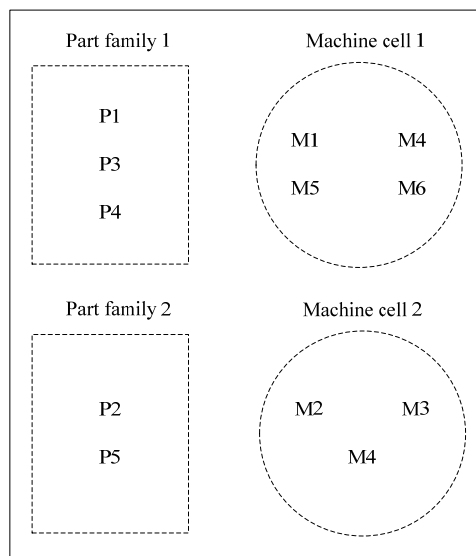 Part family 1
Machine cell 1
P1
P3
P4
M1 M4
M5 M6
Part family 2
Machine cell 2
P2
P5
M2 M3
M4